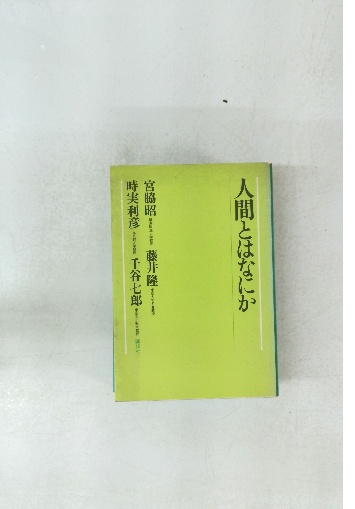 人間とはなにか
宮脇昭 藤井隆
時実利彦 千谷七郎